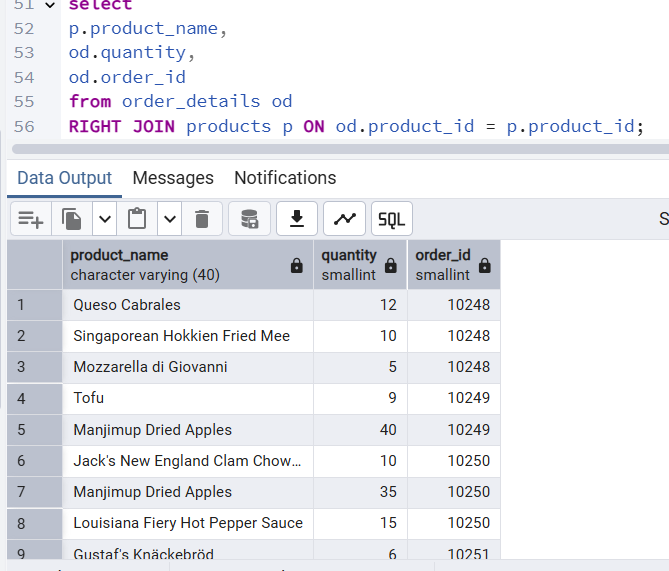 51 select
52 p.product_name,
53 od.quantity,
54 od.order_id
55 from order_details od
56 RIGHT JOIN products p ON od.product_id = p.product_id;
Data Output Messages Notifications
SQL S
product_name quantity order_id
character varying (40) smallint smallint
1 Queso Cabrales 12 10248
2 Singaporean Hokkien Fried Mee 10 10248
3 Mozzarella di Giovanni 5 10248
4 Tofu 9 10249
5 Manjimup Dried Apples 40 10249
6 Jack's New England Clam Chow… 10 10250
7 Manjimup Dried Apples 35 10250
8 Louisiana Fiery Hot Pepper Sauce 15 10250
9 Gustaf's Knäckebröd 6 10251